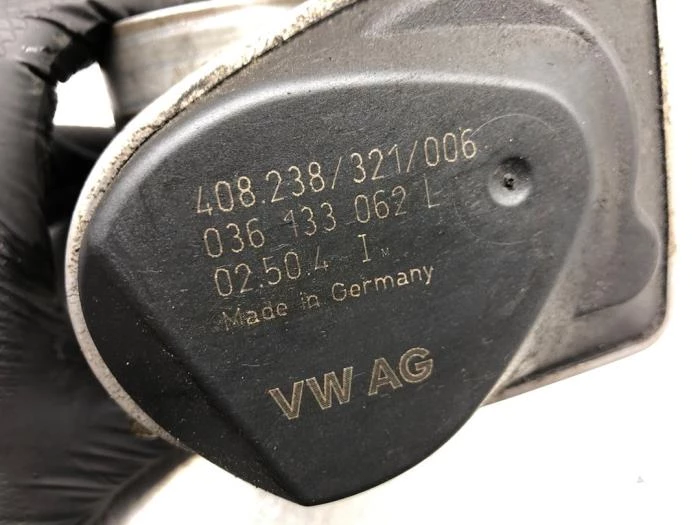 408.238/321/006
036 133 062 L
02.50.4 I M
Made in Germany
VW AG